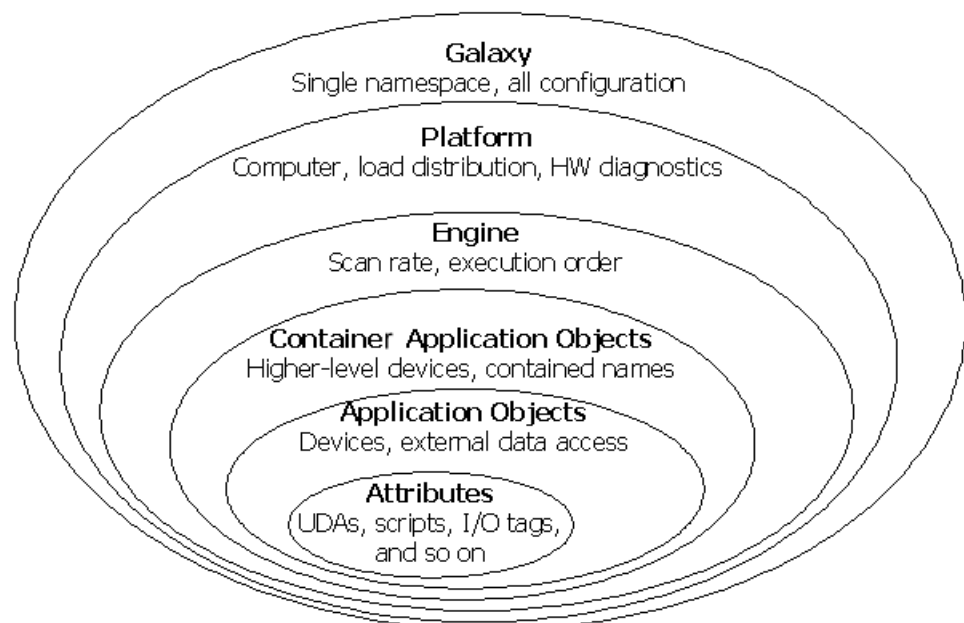 Galaxy
Single namespace, all configuration
Platform
Computer, load distribution, HW diagnostics
Engine
Scan rate, execution order
Container Application Objects
Higher-level devices, contained names
Application Objects
Devices, external data access
Attributes
UDAs, scripts, I/O tags,
and so on